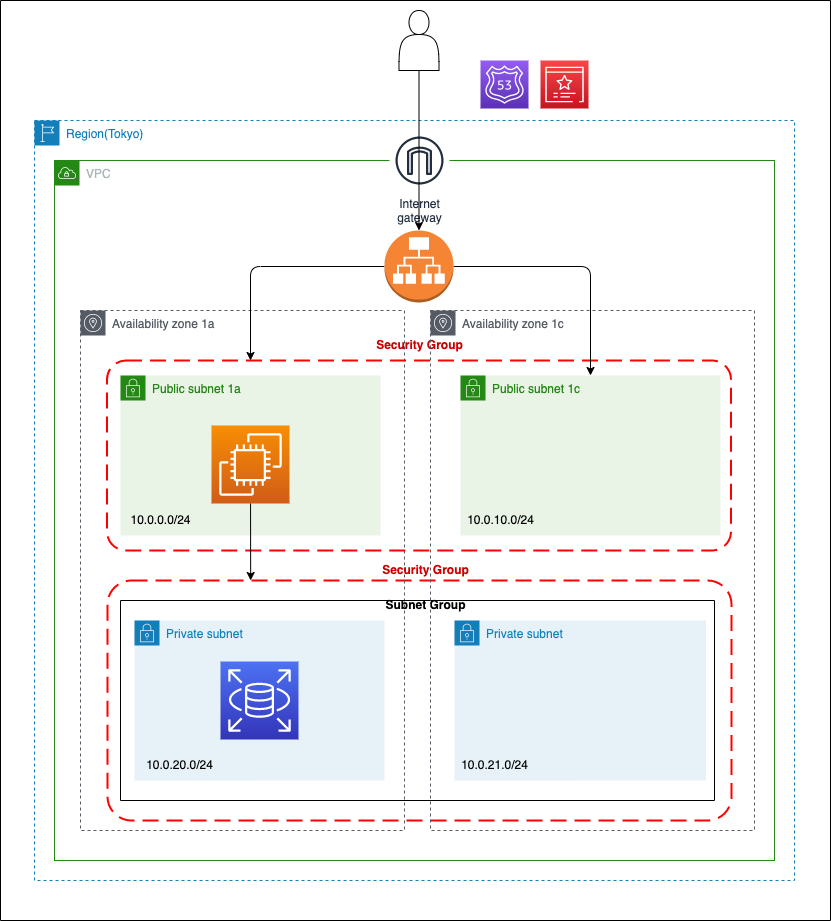 53
Region(Tokyo)
VPC
Internet
gateway
Availability zone 1a
Availability zone 1c
Security Group
Public subnet 1a
Public subnet 1c
10.0.0.0/24
10.0.10.0/24
Security Group
Subnet Group
Private subnet
Private subnet
10.0.20.0/24
10.0.21.0/24